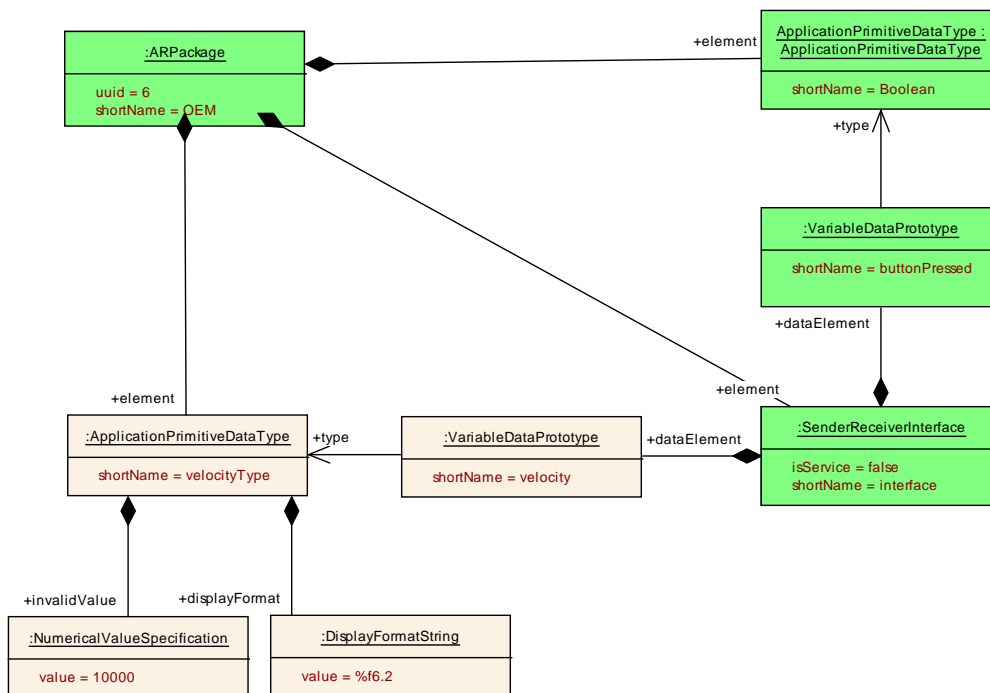 :ARPackage
uuid = 6
shortName = OEM
+element
ApplicationPrimitiveDataType :
ApplicationPrimitiveDataType
shortName = Boolean
+type
:VariableDataPrototype
shortName = buttonPressed
+dataElement
+element
+element
:ApplicationPrimitiveDataType
shortName = velocityType
+type
:VariableDataPrototype
shortName = velocity
+dataElement
:SenderReceiverInterface
isService = false
shortName = interface
+invalidValue
+displayFormat
:NumericalValueSpecification
value = 10000
:DisplayFormatString
value = %f6.2